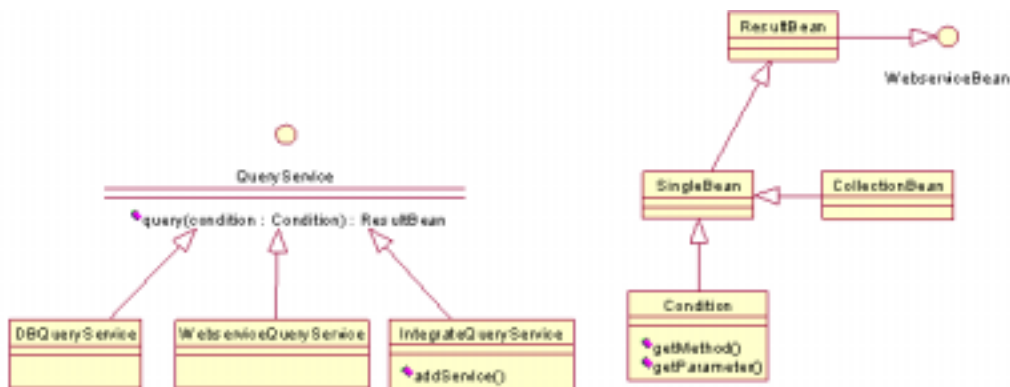 ResultBean
WebserviceBean
QueryService
query(condition : Condition) : ResultBean
SingleBean
CollectionBean
Condition
getMethod()
getParameter()
DBQueryService
WebserviceQueryService
IntegrateQueryService
addService()